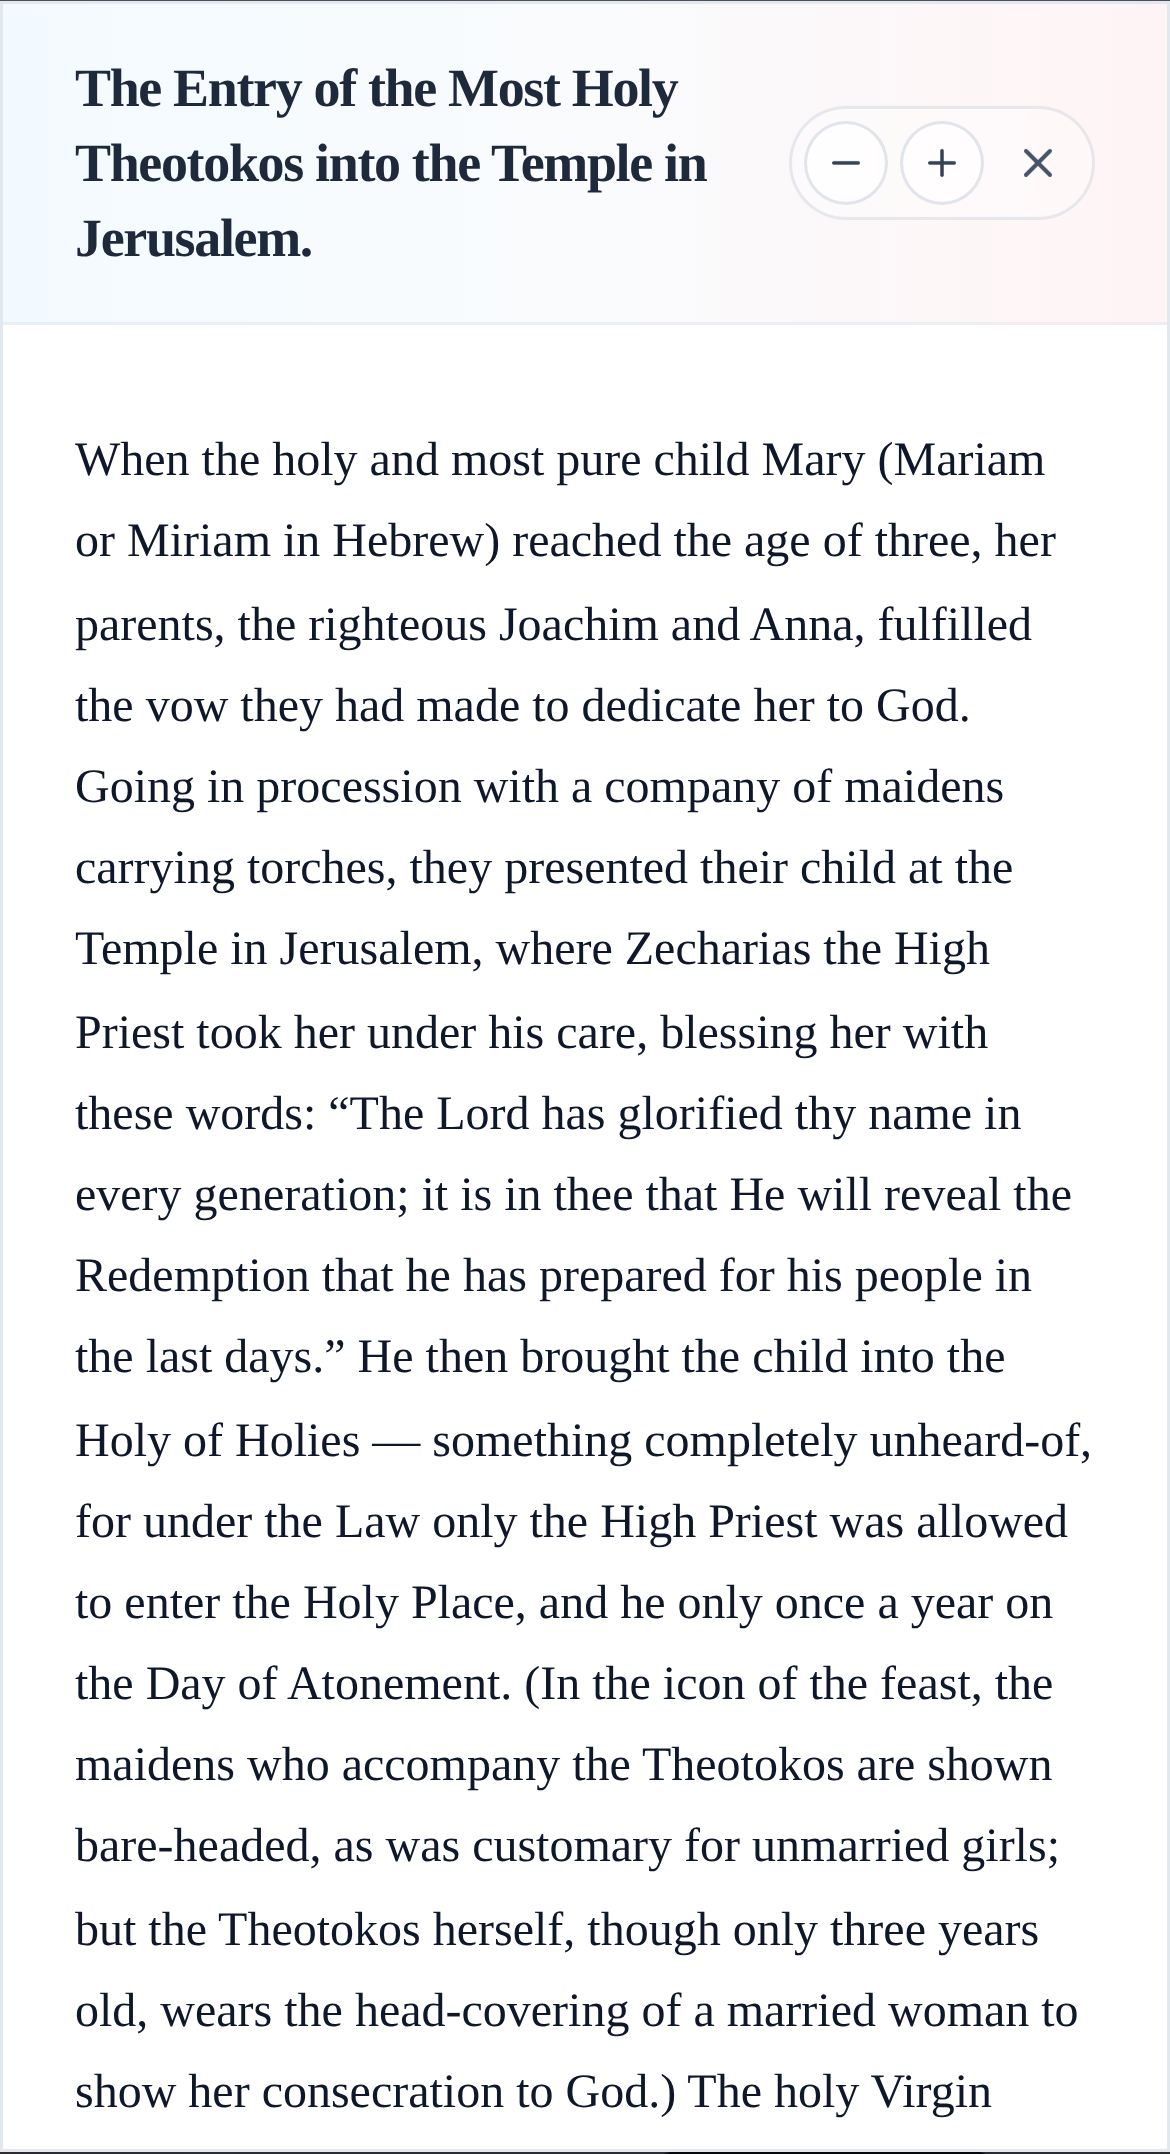 The Entry of the Most Holy
Theotokos into the Temple in
Jerusalem.
When the holy and most pure child Mary (Mariam
or Miriam in Hebrew) reached the age of three, her
parents, the righteous Joachim and Anna, fulfilled
the vow they had made to dedicate her to God.
Going in procession with a company of maidens
carrying torches, they presented their child at the
Temple in Jerusalem, where Zecharias the High
Priest took her under his care, blessing her with
these words: “The Lord has glorified thy name in
every generation; it is in thee that He will reveal the
Redemption that he has prepared for his people in
the last days.” He then brought the child into the
Holy of Holies — something completely unheard-of,
for under the Law only the High Priest was allowed
to enter the Holy Place, and he only once a year on
the Day of Atonement. (In the icon of the feast, the
maidens who accompany the Theotokos are shown
bare-headed, as was customary for unmarried girls;
but the Theotokos herself, though only three years
old, wears the head-covering of a married woman to
show her consecration to God.) The holy Virgin